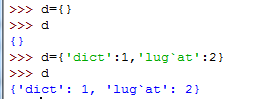 >>> d={}
>>> d
{}
>>> d={'dict':1,'lug`at':2}
>>> d
{'dict': 1, 'lug`at': 2}